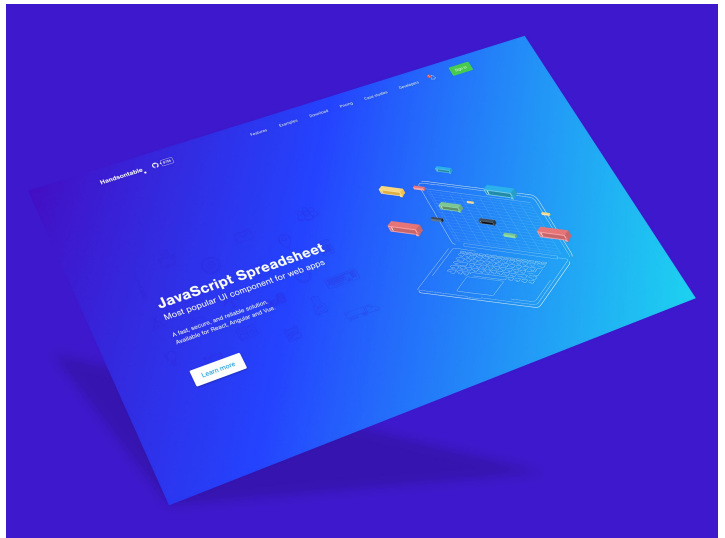 Handsontable
Features
Examples
Download
Pricing
Case studies
Developers
Sign in
JavaScript Spreadsheet
Most popular UI component for web apps
A fast, secure, and reliable solution.
Available for React, Angular and Vue.
Learn more